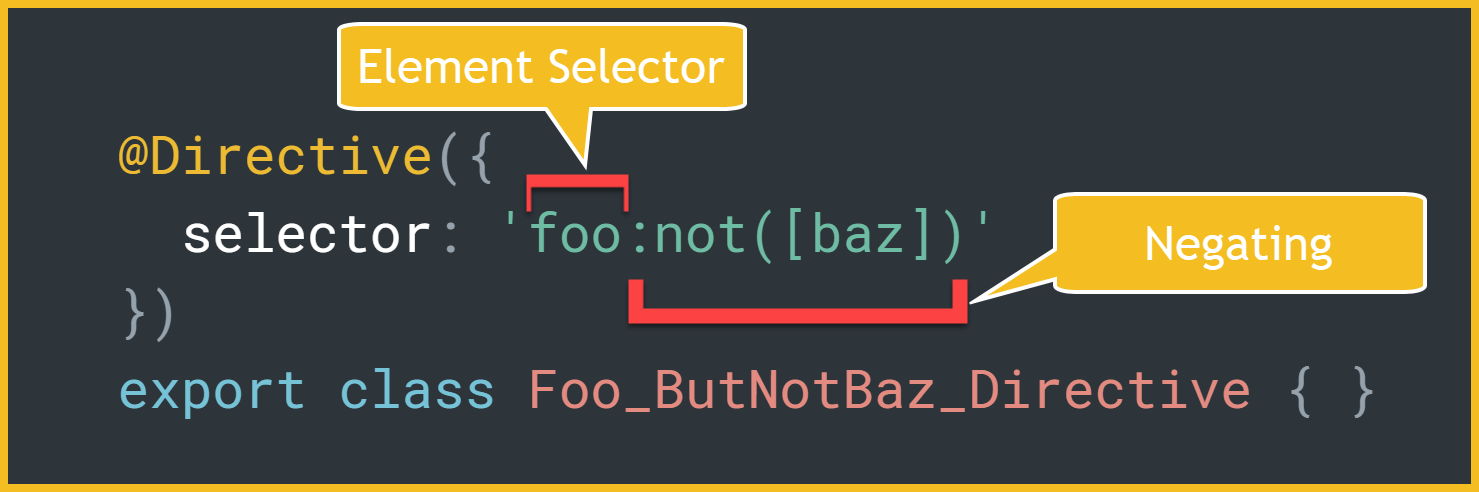 Element Selector
@Directive({
selector: 'foo:not([baz])'
Negating
})
export class Foo_ButNotBaz_Directive { }